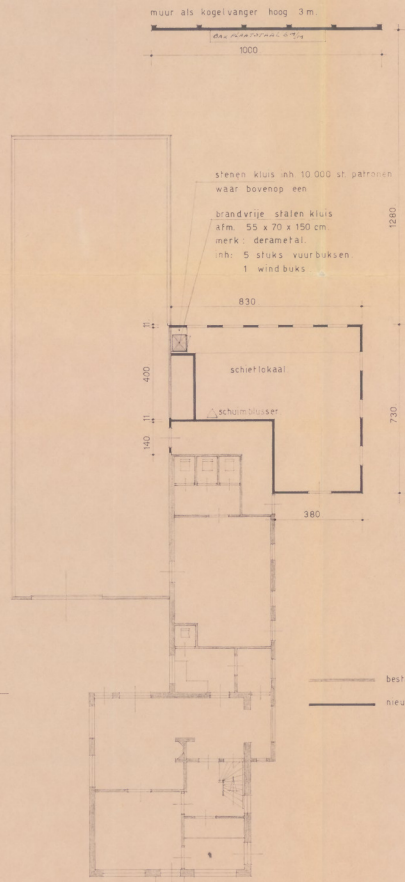 muur als kogelvanger hoog 3 m.
1000
stenen kluis inh. 10.000 st. patronen
waar bovenop een
brandvrije stalen kluis
afm. 55 x 70 x 150 cm.
merk : derametal.
inh: 5 stuks vuurbuksen
1 windbuks
1280
830
11
400
schietlokaal
730
schuimblusser
11
140
380
best
nieu